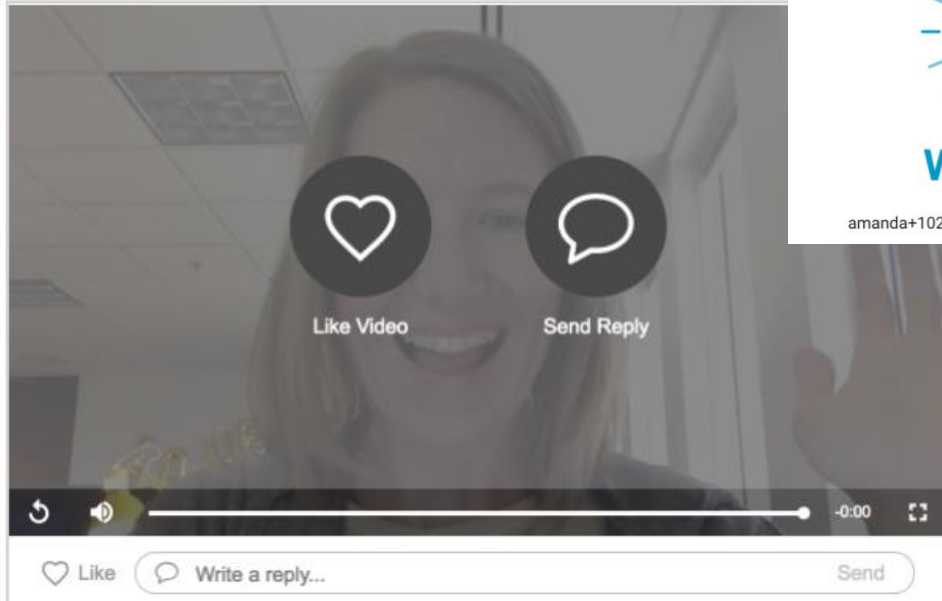 W
amanda+102
Like Video
Send Reply
-0:00
Like
Write a reply...
Send